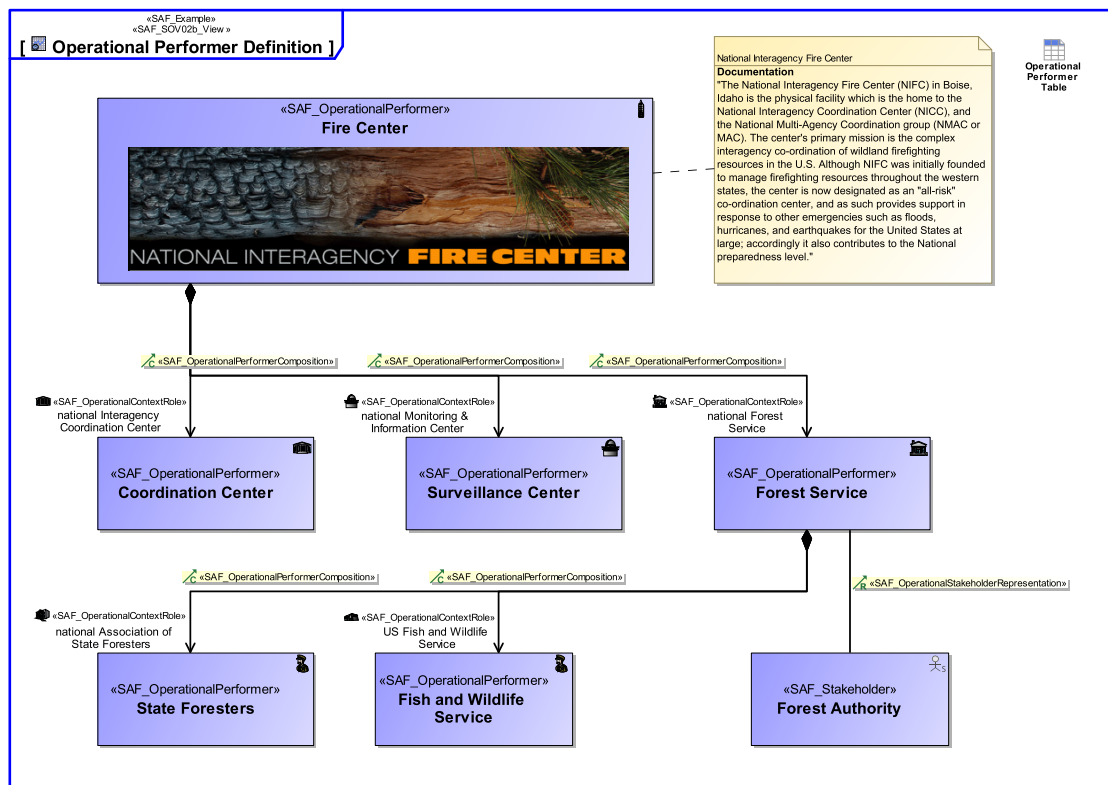 «SAF_Example»
«SAF_SOV02b_View »
[ Operational Performer Definition ]
National Interagency Fire Center
Documentation
"The National Interagency Fire Center (NIFC) in Boise,
Idaho is the physical facility which is the home to the
National Interagency Coordination Center (NICC), and
the National Multi-Agency Coordination group (NMAC or
MAC). The center's primary mission is the complex
interagency co-ordination of wildland firefighting
resources in the U.S. Although NIFC was initially founded
to manage firefighting resources throughout the western
states, the center is now designated as an "all-risk"
co-ordination center, and as such provides support in
response to other emergencies such as floods,
hurricanes, and earthquakes for the United States at
large; accordingly it also contributes to the National
preparedness level."
Operational
Performer
Table
«SAF_OperationalPerformer»
Fire Center
NATIONAL INTERAGENCY FIRE CENTER
«SAF_OperationalPerformerComposition»
«SAF_OperationalPerformerComposition»
«SAF_OperationalPerformerComposition»
«SAF_OperationalContextRole»
national Interagency
Coordination Center
«SAF_OperationalContextRole»
national Monitoring &
Information Center
«SAF_OperationalContextRole»
national Forest
Service
«SAF_OperationalPerformer»
Coordination Center
«SAF_OperationalPerformer»
Surveillance Center
«SAF_OperationalPerformer»
Forest Service
«SAF_OperationalPerformerComposition»
«SAF_OperationalPerformerComposition»
«SAF_OperationalStakeholderRepresentation»
«SAF_OperationalContextRole»
national Association of
State Foresters
«SAF_OperationalContextRole»
US Fish and Wildlife
Service
«SAF_OperationalPerformer»
State Foresters
«SAF_OperationalPerformer»
Fish and Wildlife
Service
«SAF_Stakeholder»
Forest Authority